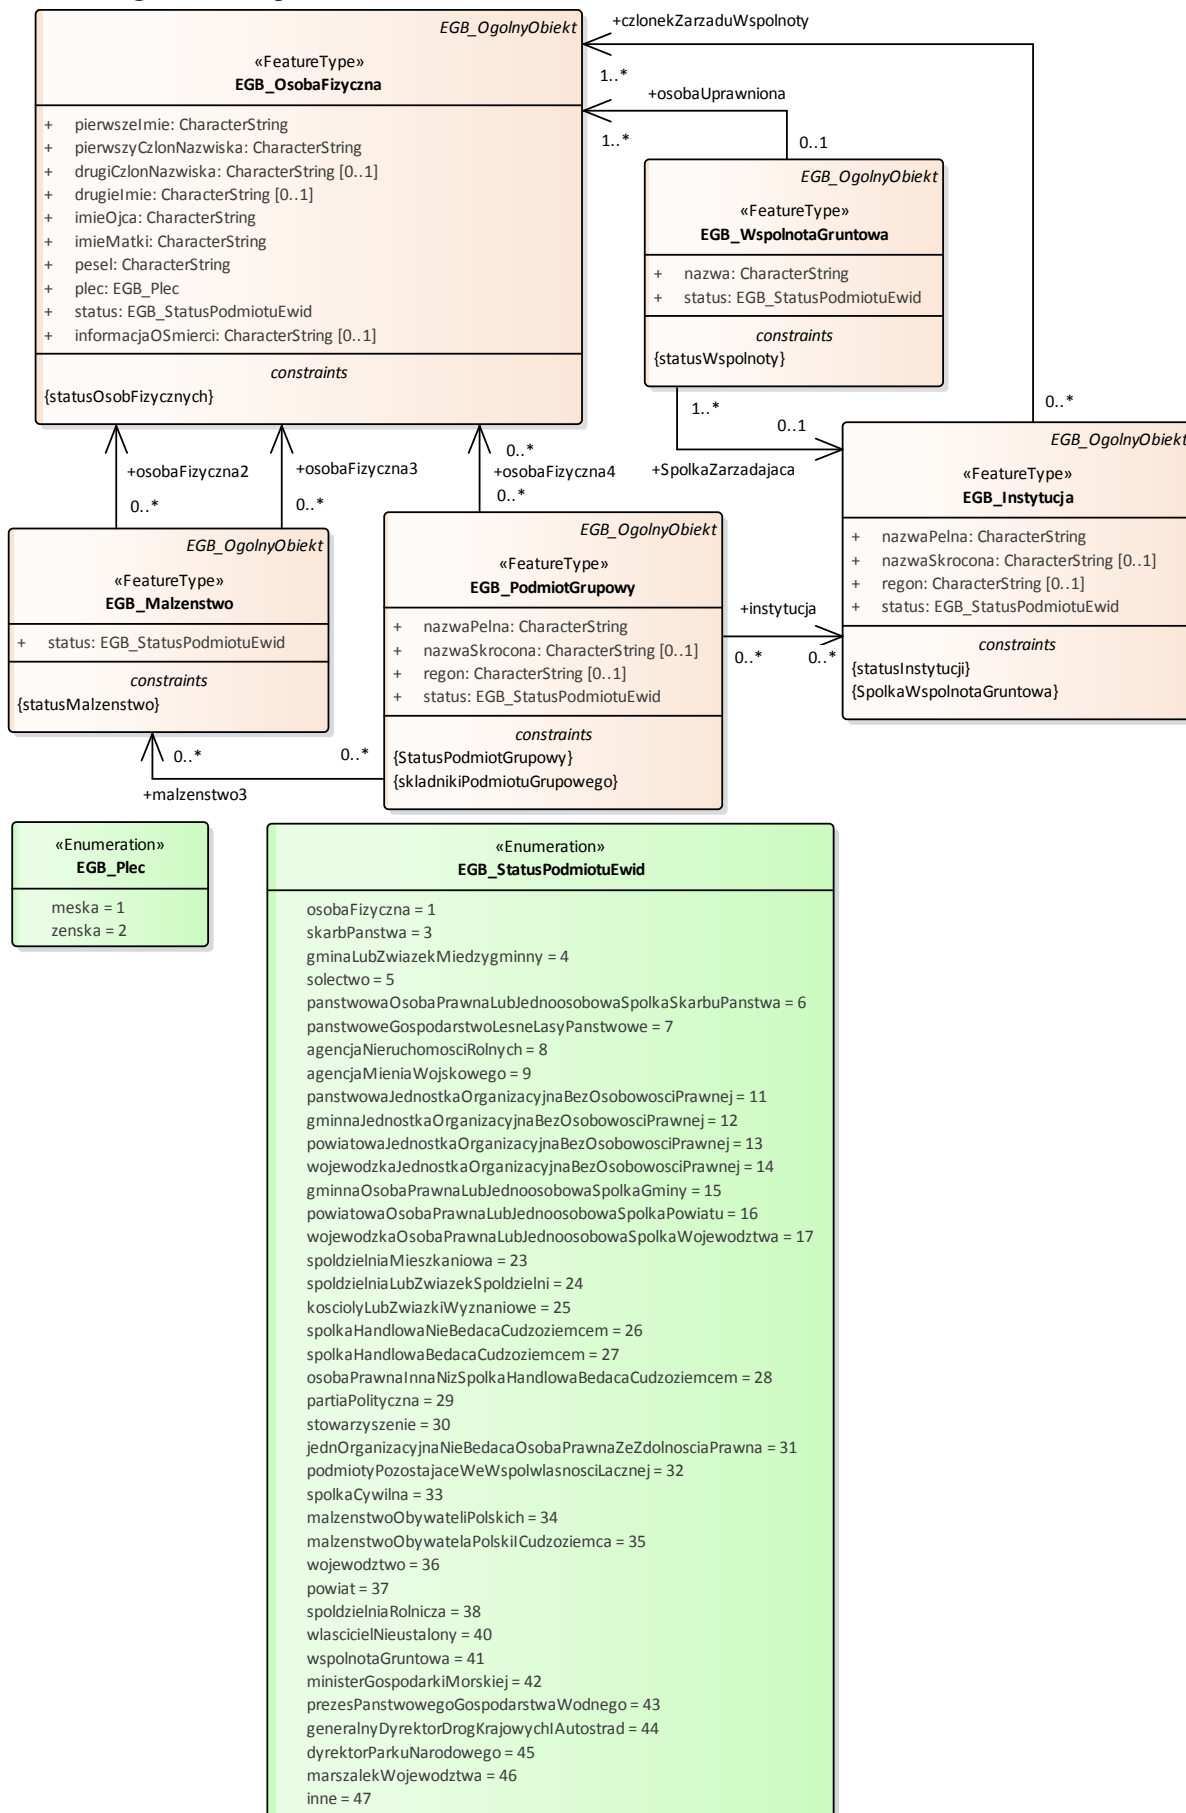 EGB_OgolnyObiekt
«FeatureType»
EGB_OsobaFizyczna
+ pierwszeImie: CharacterString
+ pierwszyCzlonNazwiska: CharacterString
+ drugiCzlonNazwiska: CharacterString [0..1]
+ drugieImie: CharacterString [0..1]
+ imieOjca: CharacterString
+ imieMatki: CharacterString
+ pesel: CharacterString
+ plec: EGB_Plec
+ status: EGB_StatusPodmiotuEwid
+ informacjaOSmierci: CharacterString [0..1]
constraints
{statusOsobFizycznych}
+członekZarzaduWspolnoty
1..*
+osobaUprawniona
1..*
0..1
EGB_OgolnyObiekt
«FeatureType»
EGB_WspolnotaGruntowa
+ nazwa: CharacterString
+ status: EGB_StatusPodmiotuEwid
constraints
{statusWspolnoty}
1..*
0..1
+SpolkaZarzadajaca
0..*
EGB_OgolnyObiekt
«FeatureType»
EGB_Instytucja
+ nazwaPelna: CharacterString
+ nazwaSkrocona: CharacterString [0..1]
+ regon: CharacterString [0..1]
+ status: EGB_StatusPodmiotuEwid
constraints
{statusInstytucji}
{SpolkaWspolnotaGruntowa}
+osobaFizyczna2
0..*
+osobaFizyczna3
0..*
0..*
+osobaFizyczna4
0..*
EGB_OgolnyObiekt
«FeatureType»
EGB_Malzenstwo
+ status: EGB_StatusPodmiotuEwid
constraints
{statusMalzenstwo}
EGB_OgolnyObiekt
«FeatureType»
EGB_PodmiotGrupowy
+ nazwaPelna: CharacterString
+ nazwaSkrocona: CharacterString [0..1]
+ regon: CharacterString [0..1]
+ status: EGB_StatusPodmiotuEwid
constraints
{StatusPodmiotGrupowy}
{skladnikiPodmiotuGrupowego}
+instytucja
0..* 0..*
0..* 0..*
+malzenstwo3
«Enumeration»
EGB_Plec
meska = 1
zenska = 2
«Enumeration»
EGB_StatusPodmiotuEwid
osobaFizyczna = 1
skarbPanstwa = 3
gminaLubZwiazekMiedzygminny = 4
solectwo = 5
panstwowaOsobaPrawnaLubJednoosobowaSpolkaSkarbuPanstwa = 6
panstwoweGospodarstwoLesneLasyPanstwowe = 7
agencjaNieruchomosciRolnych = 8
agencjaMieniaWojskowego = 9
panstwowaJednostkaOrganizacyjnaBezOsobowosciPrawnej = 11
gminnaJednostkaOrganizacyjnaBezOsobowosciPrawnej = 12
powiatowaJednostkaOrganizacyjnaBezOsobowosciPrawnej = 13
wojewodzkaJednostkaOrganizacyjnaBezOsobowosciPrawnej = 14
gminnaOsobaPrawnaLubJednoosobowaSpolkaGminy = 15
powiatowaOsobaPrawnaLubJednoosobowaSpolkaPowiatu = 16
wojewodzkaOsobaPrawnaLubJednoosobowaSpolkaWojewodztwa = 17
spoldzielniaMieszkaniowa = 23
spoldzielniaLubZwiazekSpoldzielni = 24
kosciolyLubZwiazkiWyznaniowe = 25
spolkaHandlowaNieBedacaCudzoziemcem = 26
spolkaHandlowaBedacaCudzoziemcem = 27
osobaPrawnaInnaNizSpolkaHandlowaBedacaCudzoziemcem = 28
partiaPolityczna = 29
stowarzyszenie = 30
jednOrganizacyjnaNieBedacaOsobaPrawnaZeZdolnosciaPrawna = 31
podmiotyPozostajaceWeWspolwlasnosciLacznej = 32
spolkaCywilna = 33
malzenstwoObywateliPolskich = 34
malzenstwoObywatelaPolskiICudzoziemca = 35
wojewodztwo = 36
powiat = 37
spoldzielniaRolnicza = 38
wlascicielNieustalony = 40
wspolnotaGruntowa = 41
ministerGospodarkiMorskiej = 42
prezesPanstwowegoGospodarstwaWodnego = 43
generalnyDyrektorDrogKrajowychIAutostrad = 44
dyrektorParkuNarodowego = 45
marszalekWojewodztwa = 46
inne = 47